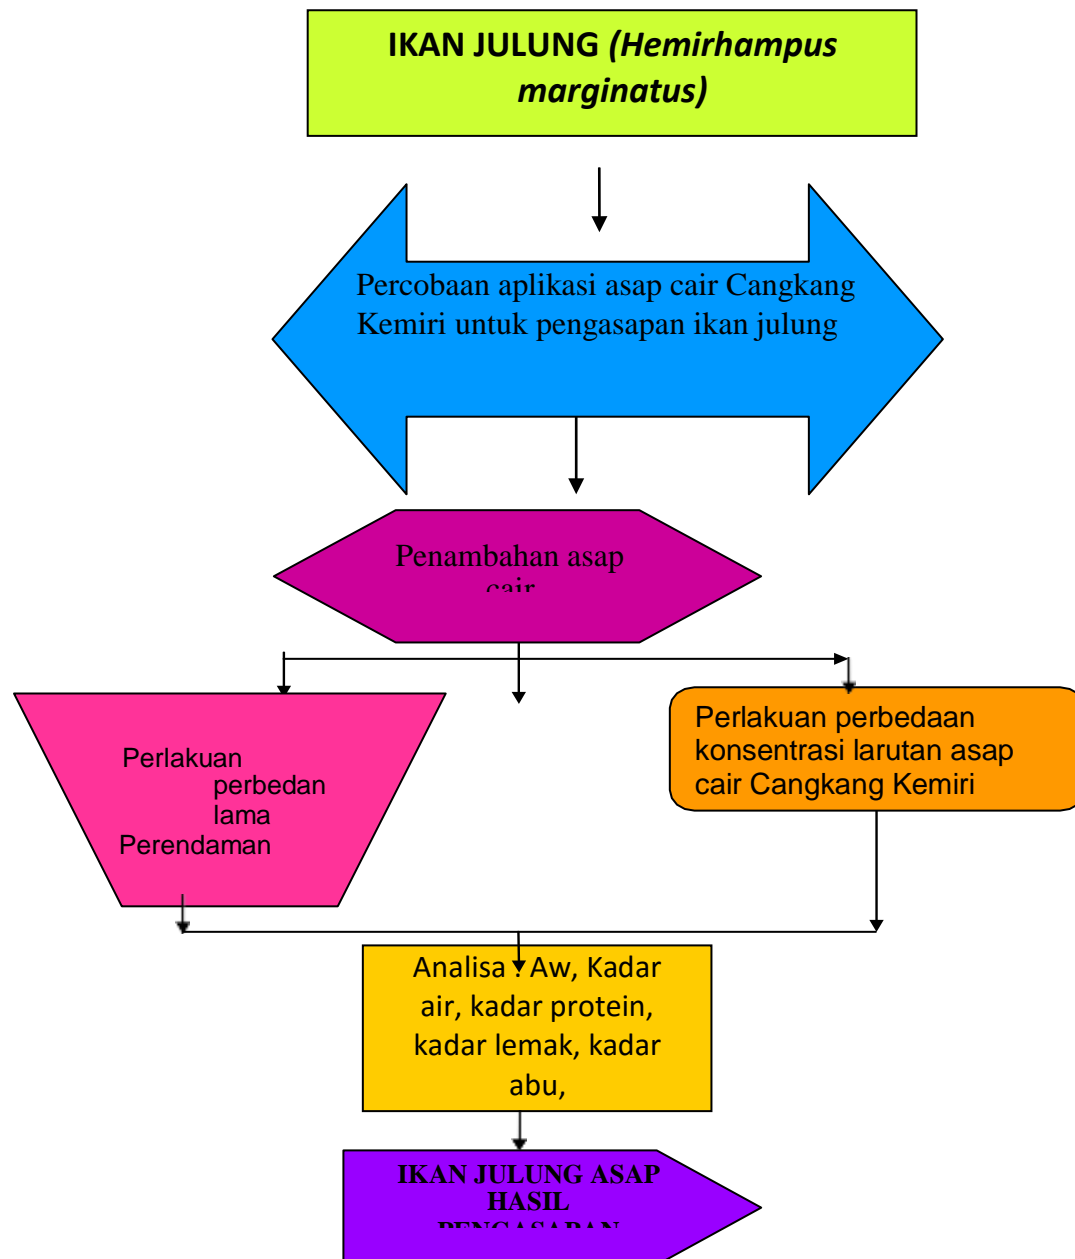 IKAN JULUNG (Hemirhampus
marginatus)
Percobaan aplikasi asap cair Cangkang
Kemiri untuk pengasapan ikan julung
Penambahan asap
cair
Perlakuan
perbedan
lama
Perendaman
Perlakuan perbedaan
konsentrasi larutan asap
cair Cangkang Kemiri
Analisa : Aw, Kadar
air, kadar protein,
kadar lemak, kadar
abu,
IKAN JULUNG ASAP
HASIL
PENGASAPAN